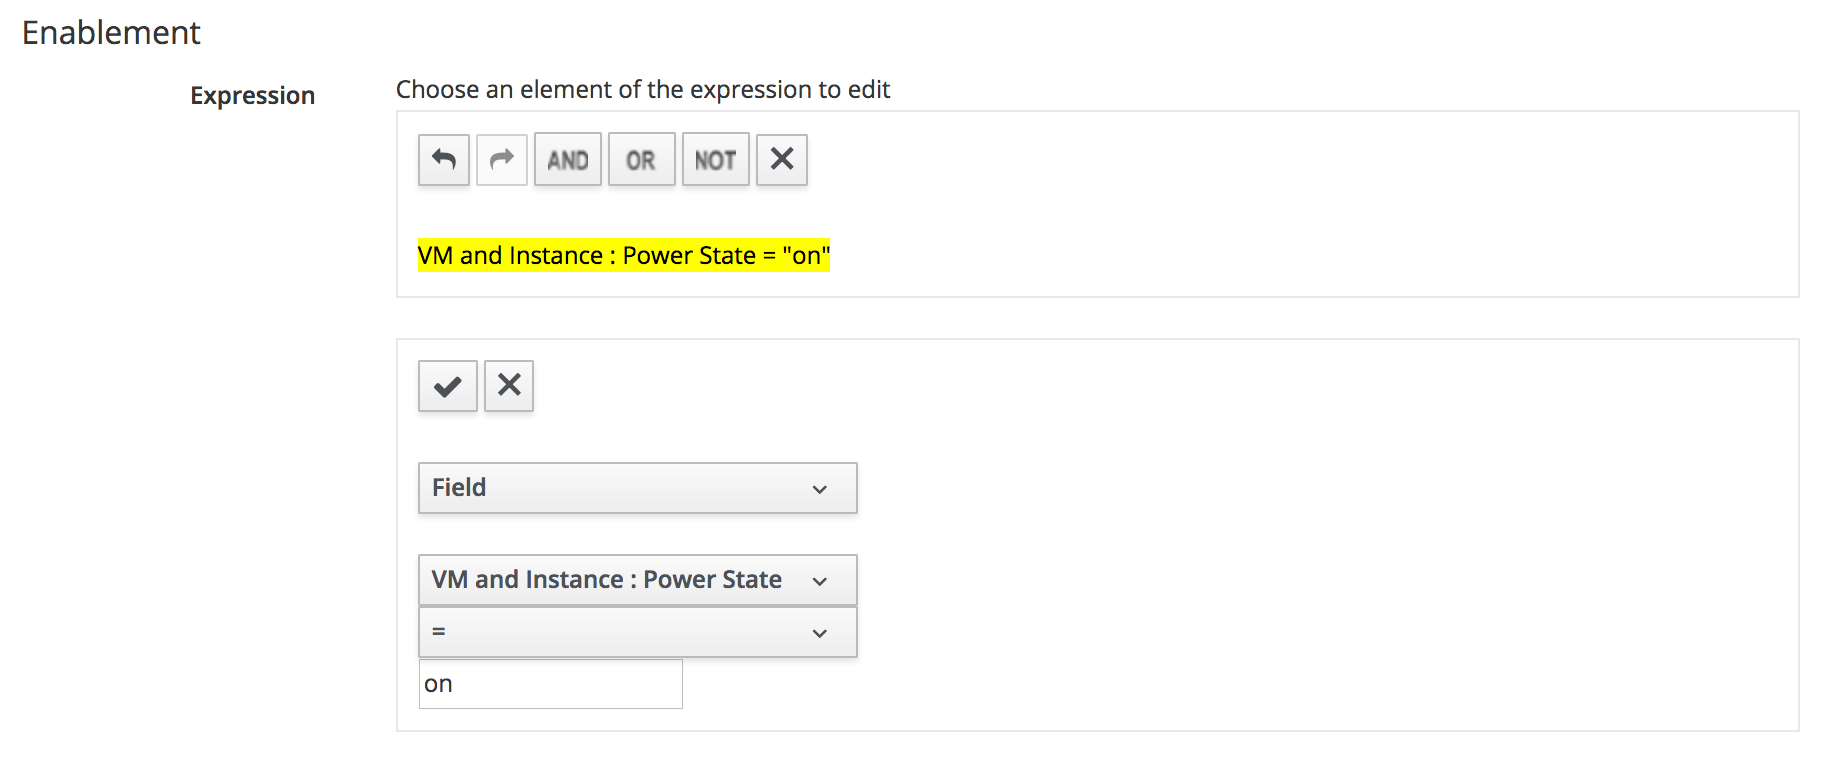 Enablement
Expression
Choose an element of the expression to edit
AND OR NOT
VM and Instance : Power State = "on"
Field
VM and Instance : Power State
=
on